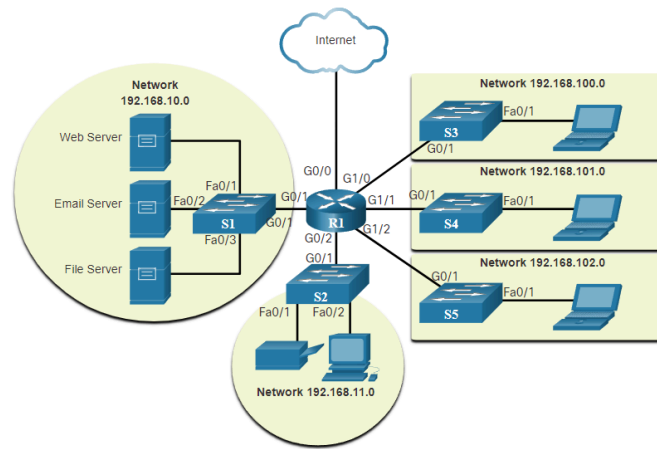 Internet
Network
192.168.10.0
Web Server
Email Server
File Server
Fa0/1
Fa0/2
Fa0/3
S1
G0/1
G0/1
G0/0
G1/0
G1/1
G1/2
G0/2
R1
G0/1
S2
Fa0/1
Fa0/2
Network 192.168.11.0
Network 192.168.100.0
Fa0/1
S3
G0/1
Network 192.168.101.0
G0/1
Fa0/1
S4
Network 192.168.102.0
G0/1
Fa0/1
S5